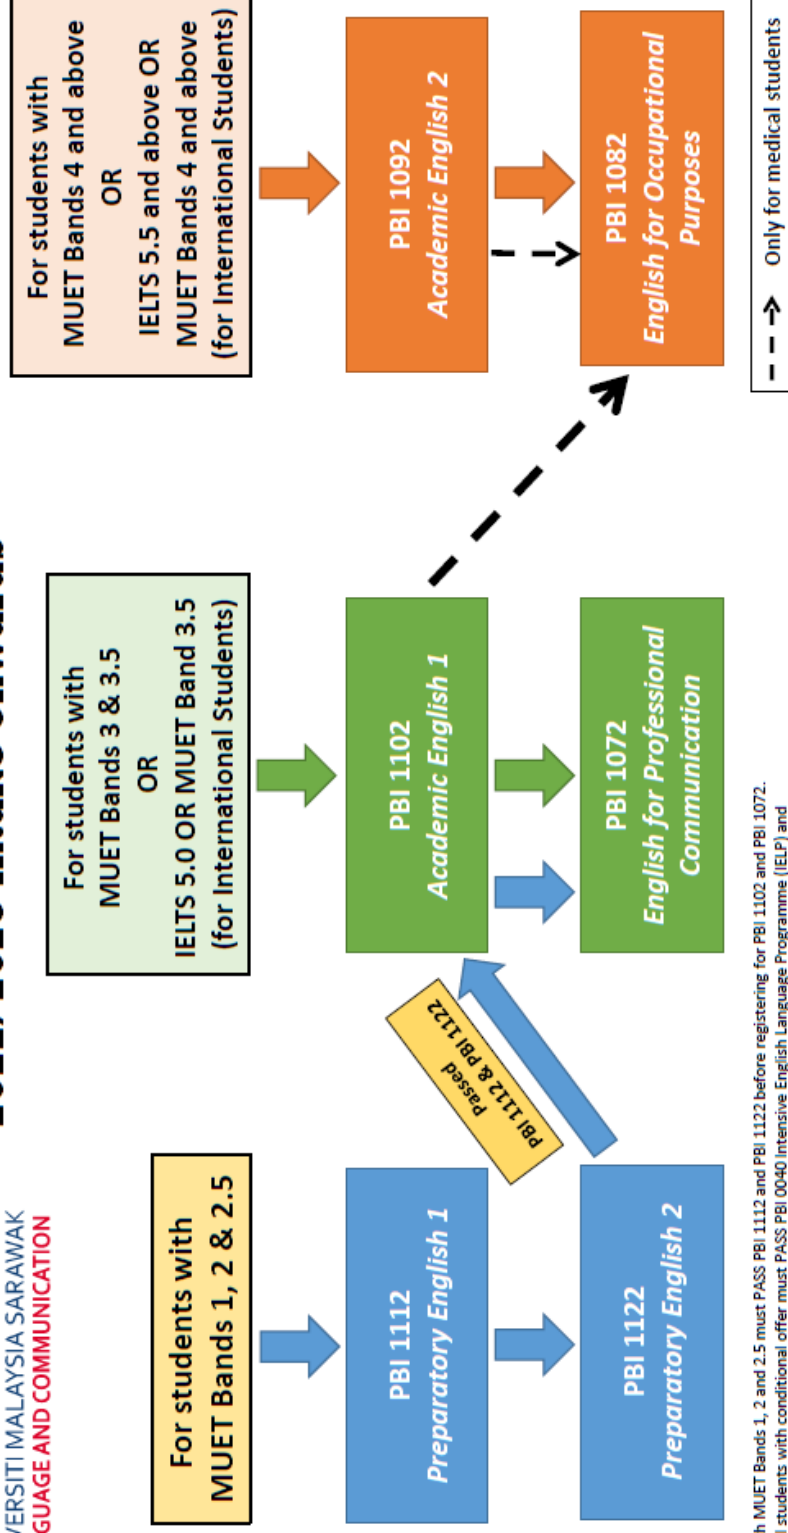 MALAYSIA SARAWAK
AND COMMUNICATION
For students with
MUET Bands 1, 2 & 2.5
PBI 1112
Preparatory English 1
PBI 1122
Preparatory English 2
Passed
PBI 1112 & PBI 1122
For students with
MUET Bands 3 & 3.5
OR
IELTS 5.0 OR MUET Band 3.5
(for International Students)
PBI 1102
Academic English 1
PBI 1072
English for Professional
Communication
For students with
MUET Bands 4 and above
OR
IELTS 5.5 and above OR
MUET Bands 4 and above
(for International Students)
PBI 1092
Academic English 2
PBI 1082
English for Occupational
Purposes
Only for medical students
MUET Bands 1, 2 and 2.5 must PASS PBI 1112 and PBI 1122 before registering for PBI 1102 and PBI 1072.
students with conditional offer must PASS PBI 0040 Intensive English Language Programme (IELP) and